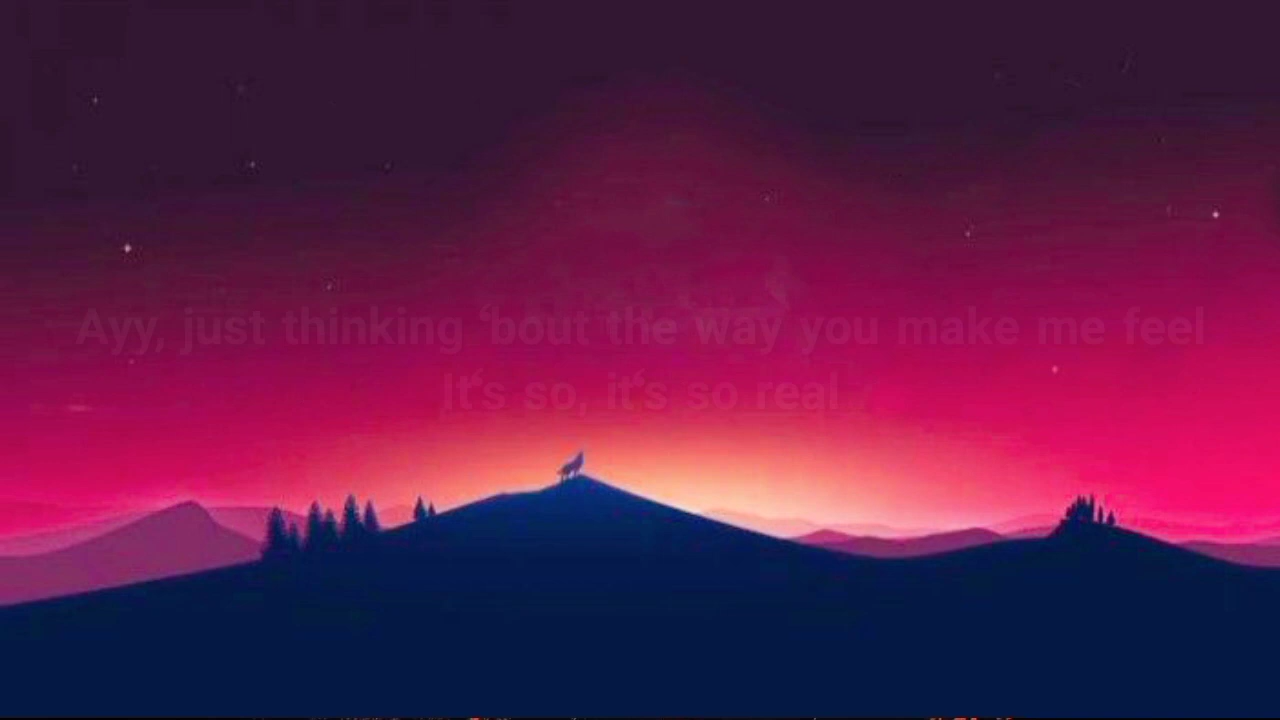 Ayy, just thinking ‘bout the way you make me feel
It‘s so, it‘s so real